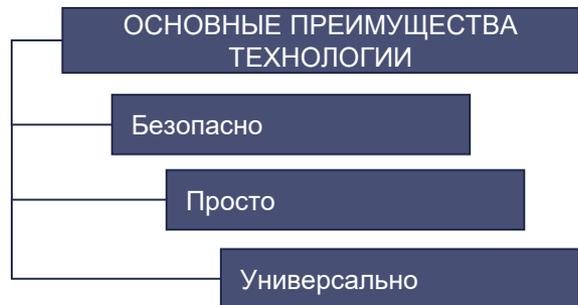 ОСНОВНЫЕ ПРЕИМУЩЕСТВА
ТЕХНОЛОГИИ
Безопасно
Просто
Универсально